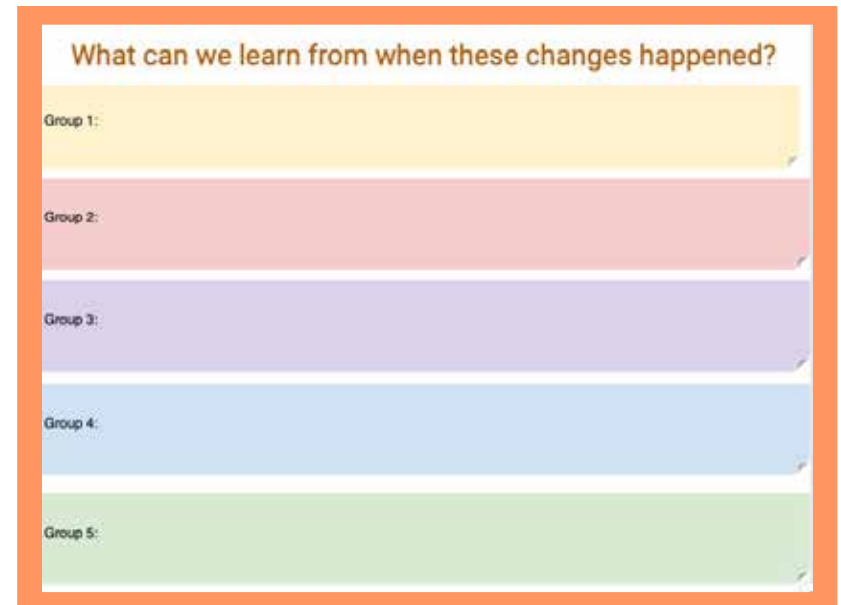 What can we learn from when these changes happened?
Group 1:
Group 2:
Group 3:
Group 4:
Group 5: